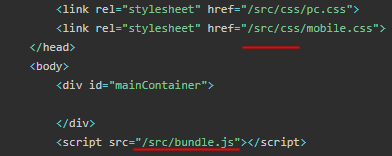 <link rel="stylesheet" href="/src/css/pc.css">
<link rel="stylesheet" href="/src/css/mobile.css">
</head>
<body>
<div id="mainContainer">
</div>
<script src="/src/bundle.js"></script>